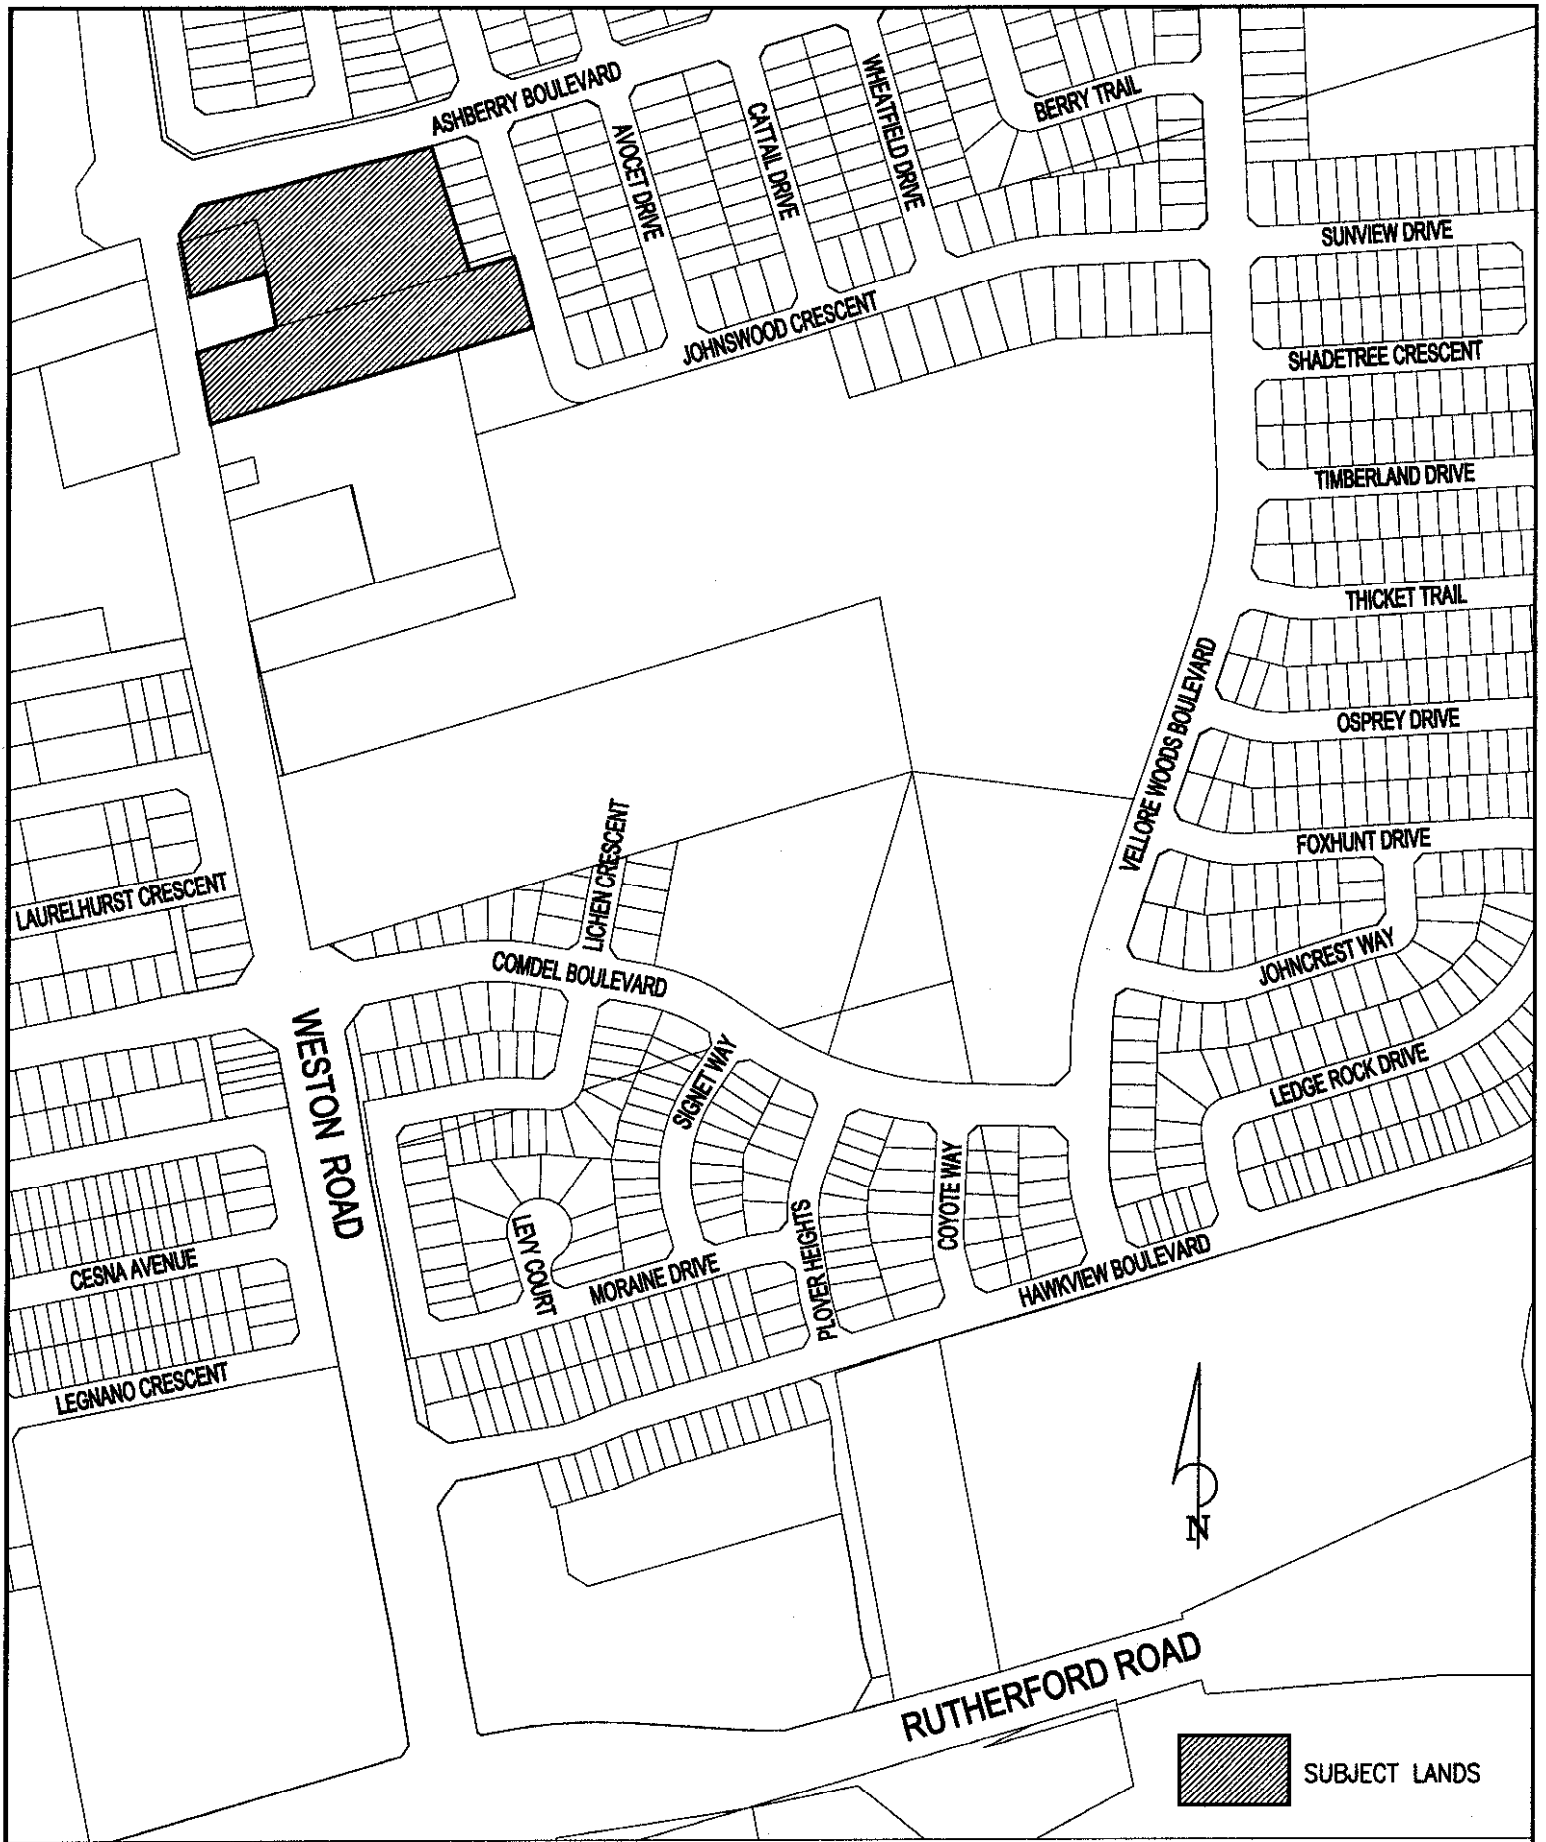 ASHBERRY BOULEVARD
AVOCET DRIVE
CATTAIL DRIVE
WHEATFIELD DRIVE
BERRY TRAIL
SUNVIEW DRIVE
JOHNSWOOD CRESCENT
SHADETREE CRESCENT
TIMBERLAND DRIVE
THICKET TRAIL
VELLORE WOODS BOULEVARD
OSPREY DRIVE
FOXHUNT DRIVE
LAURELHURST CRESCENT
LICHEN CRESCENT
COMDEL BOULEVARD
JOHNCREST WAY
WESTON ROAD
SIGNET WAY
LEDGE ROCK DRIVE
COYOTE WAY
LEVY COURT
PLOVER HEIGHTS
MORAINE DRIVE
HAWKVIEW BOULEVARD
CESNA AVENUE
LEGNANO CRESCENT
N
RUTHERFORD ROAD
SUBJECT LANDS